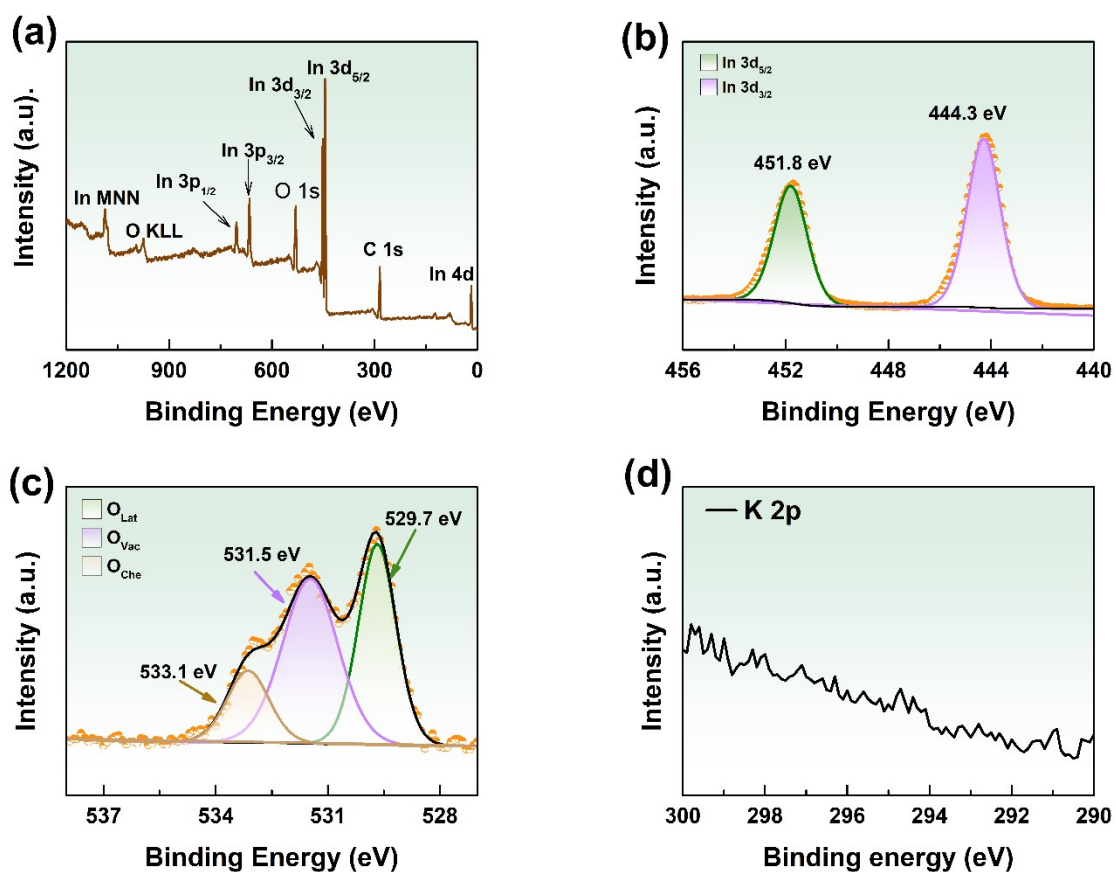 (a)
In MNN
O KLL
In 3p1/2
In 3p3/2
O 1s
In 3d3/2
In 3d5/2
C 1s
In 4d
1200 900 600 300 0
Binding Energy (eV)
Intensity (a.u).
(b)
In 3d5/2
In 3d3/2
451.8 eV
444.3 eV
456 452 448 444 440
Binding Energy (eV)
Intensity (a.u.)
(c)
OLat
OVac
OChe
529.7 eV
531.5 eV
533.1 eV
537 534 531 528
Binding Energy (eV)
Intensity (a.u.)
(d)
K 2p
300 298 296 294 292 290
Binding energy (eV)
Intensity (a.u.)